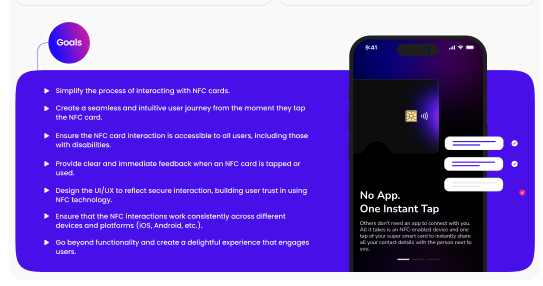 Goals
Simplify the process of interacting with NFC cards.
Create a seamless and intuitive user journey from the moment they tap
the NFC card.
Ensure the NFC card interaction is accessible to all users, including those
with disabilities.
Provide clear and immediate feedback when an NFC card is tapped or
used.
Design the UI/UX to reflect secure interaction, building user trust in using
NFC technology.
Ensure that the NFC interactions work consistently across different
devices and platforms (iOS, Android, etc.).
Go beyond functionality and create a delightful experience that engages
users.
9:41
No App.
One Instant Tap
Others don't need an app to connect with you.
All it takes is an NFC-enabled device and one
tap of your super smart card to instantly share
all your contact details with the person next to
you.